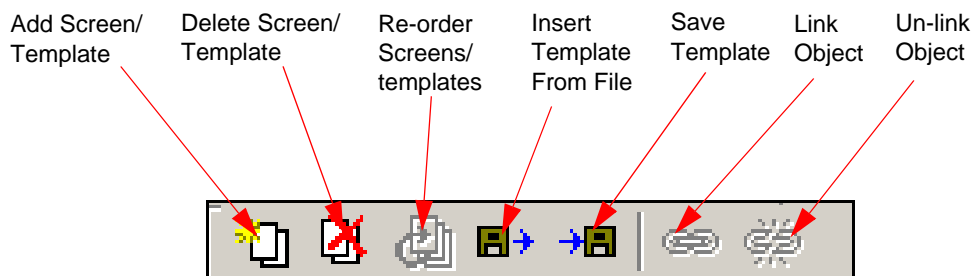 Add Screen/
Template
Delete Screen/
Template
Re-order
Screens/
templates
Insert
Template
From File
Save
Template
Link
Object
Un-link
Object